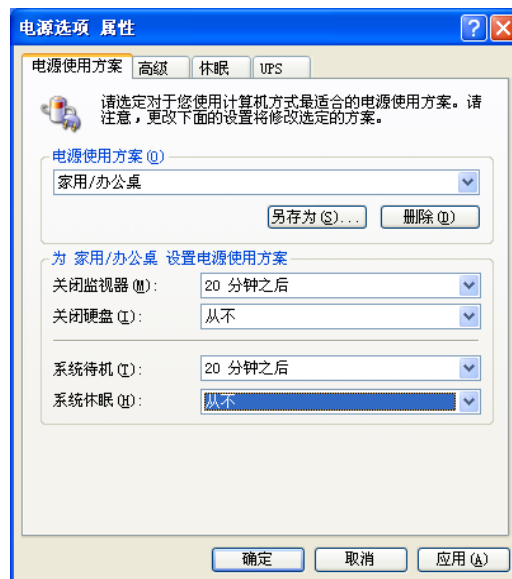 电源选项 属性
电源使用方案 高级 休眠 UPS
请选定对于您使用计算机方式最适合的电源使用方案。请
注意，更改下面的设置将修改选定的方案。
电源使用方案(O)
家用/办公桌
另存为(S)... 删除(D)
为 家用/办公桌 设置电源使用方案
关闭监视器(M): 20 分钟之后
关闭硬盘(I): 从不
系统待机(T): 20 分钟之后
系统休眠(H): 从不
确定 取消 应用(A)